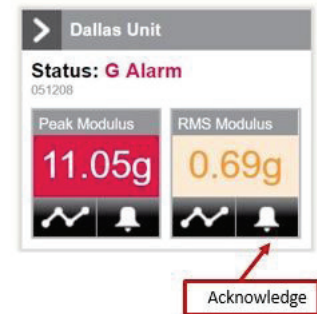 Dallas Unit
Status: G Alarm
051208
Peak Modulus
RMS Modulus
11.05g
0.69g
Acknowledge